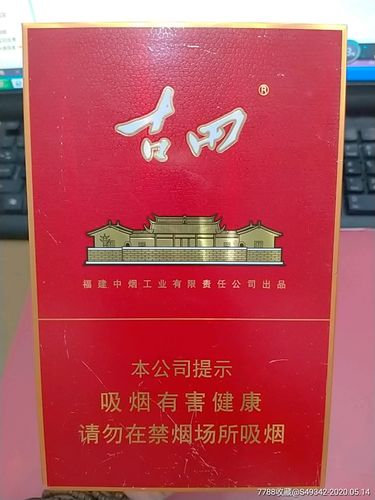 古田
®
福建中烟工业有限责任公司出品
本公司提示
吸烟有害健康
请勿在禁烟场所吸烟
7788收藏@S49342-2020.05.14